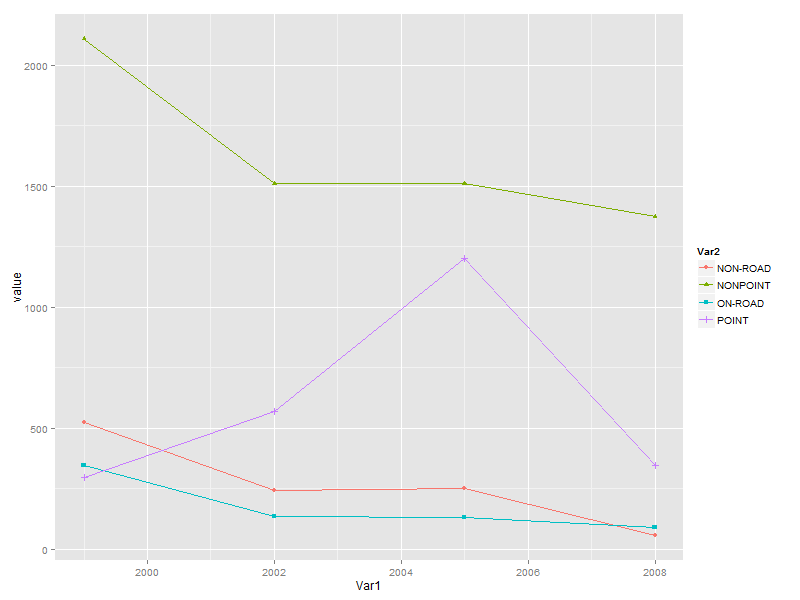 2000
1500
1000
500
0
value
2000
2002
2004
2006
2008
Var1
Var2
NON-ROAD
NONPOINT
ON-ROAD
POINT